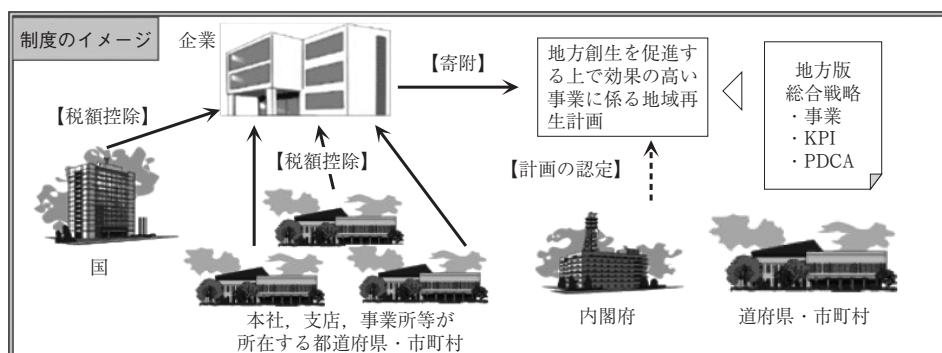 制度のイメージ
企業
【寄附】
【税額控除】
【税額控除】
国
本社，支店，事業所等が
所在する都道府県・市町村
地方創生を促進す
る上で効果の高い
事業に係る地域再
生計画
地方版
総合戦略
・事業
・KPI
・PDCA
【計画の認定】
内閣府
道府県・市町村